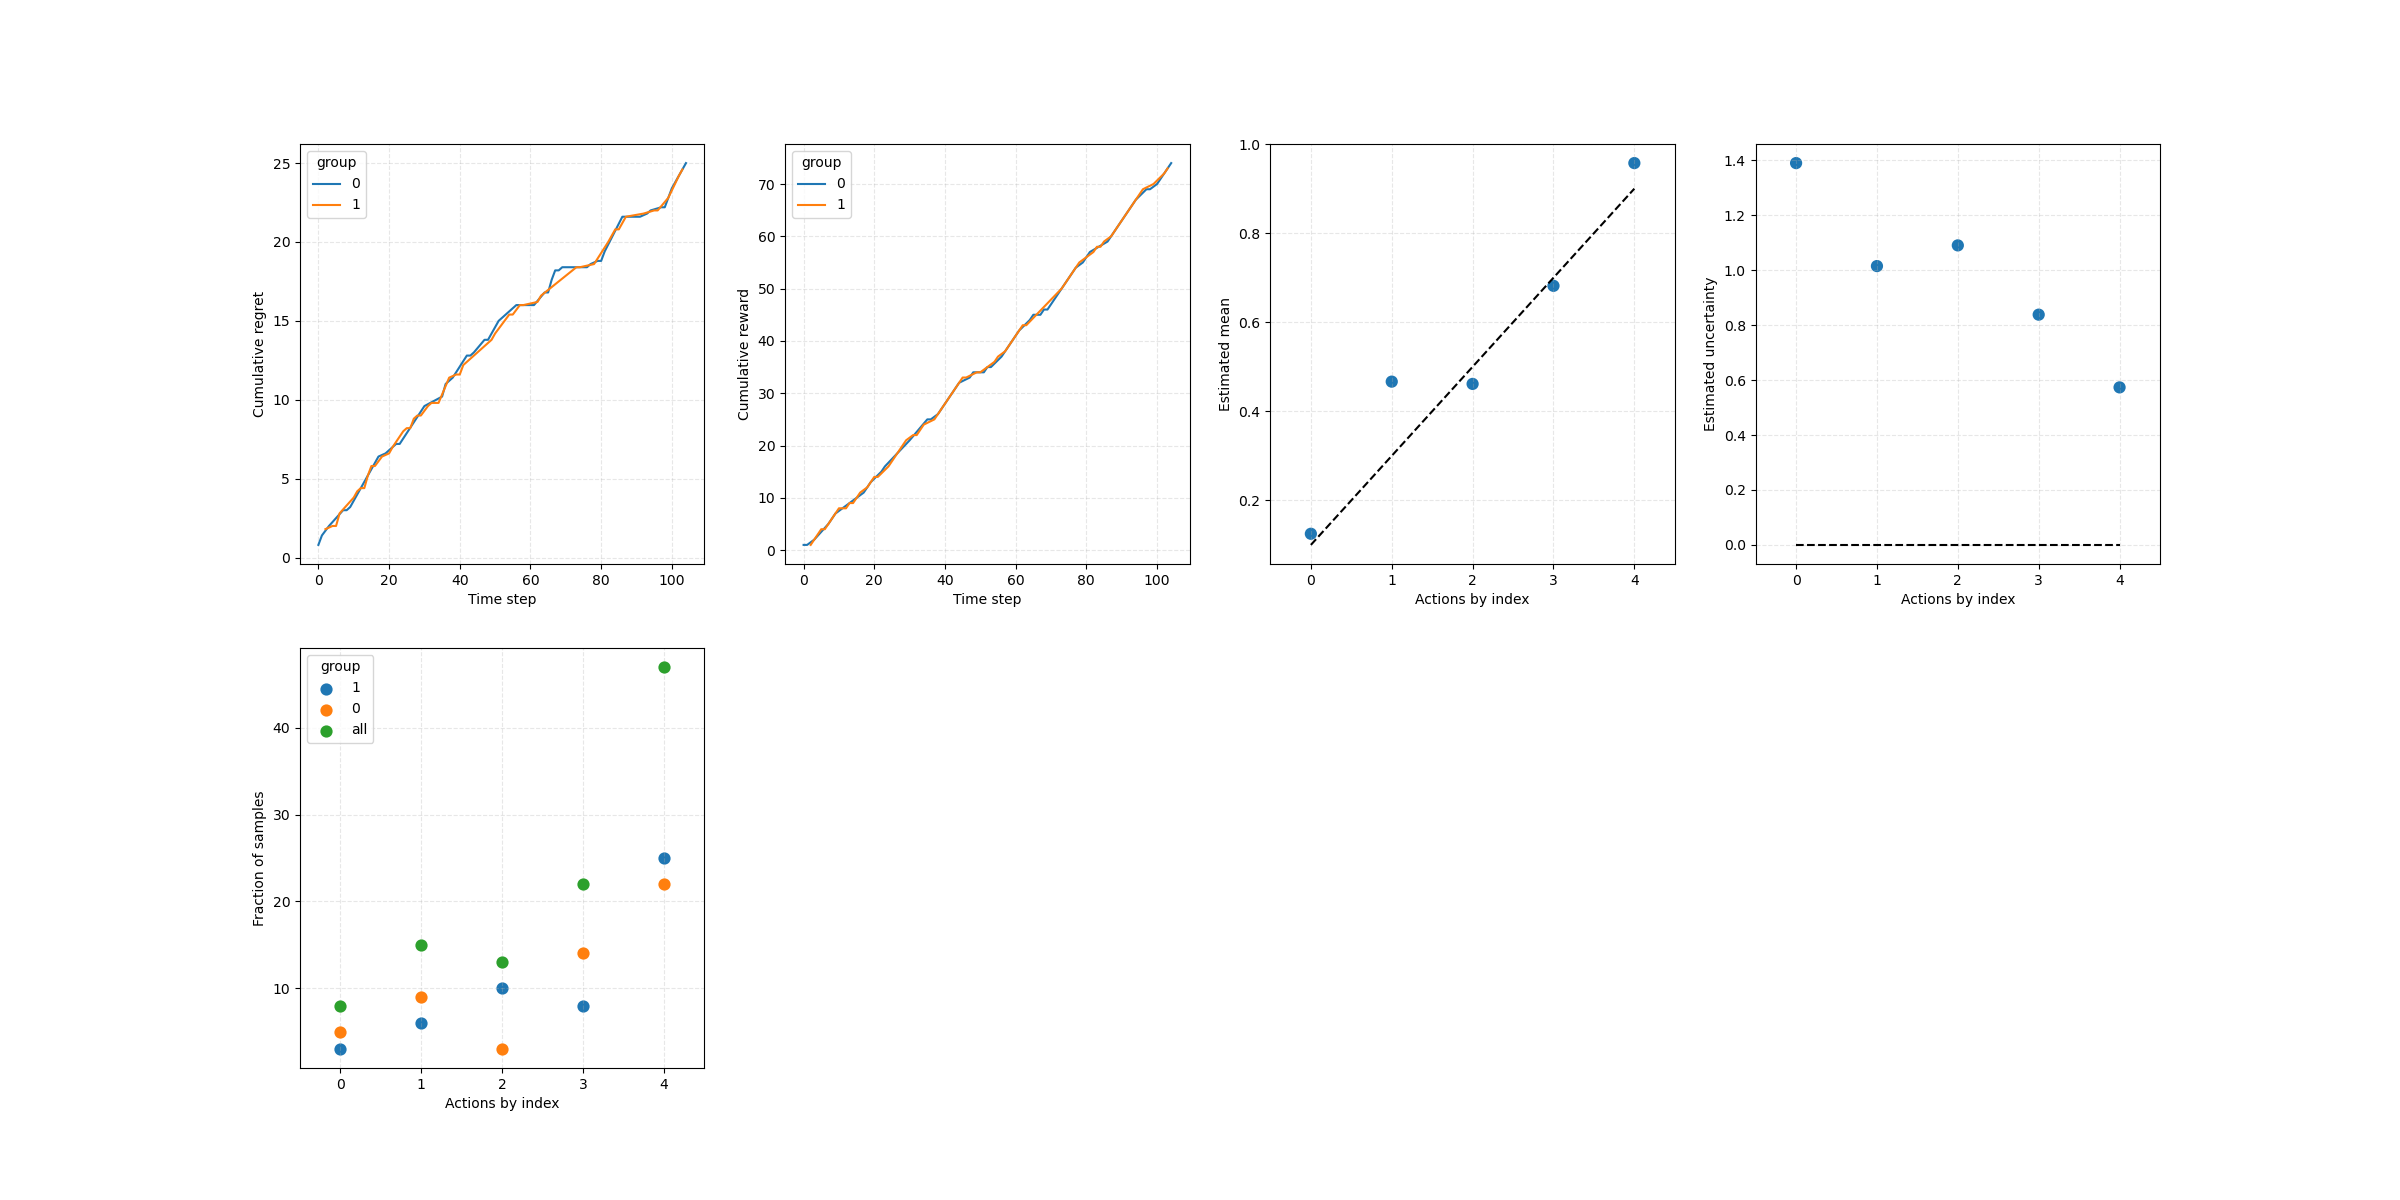 group
0
1
25
20
15
10
5
0
Cumulative regret
0 20 40 60 80 100
Time step
group
0
1
70
60
50
40
30
20
10
0
Cumulative reward
0 20 40 60 80 100
Time step
1.0
0.8
0.6
0.4
0.2
Estimated mean
0 1 2 3 4
Actions by index
1.4
1.2
1.0
0.8
0.6
0.4
0.2
0.0
Estimated uncertainty
0 1 2 3 4
Actions by index
group
1
0
all
40
30
20
10
Fraction of samples
0 1 2 3 4
Actions by index